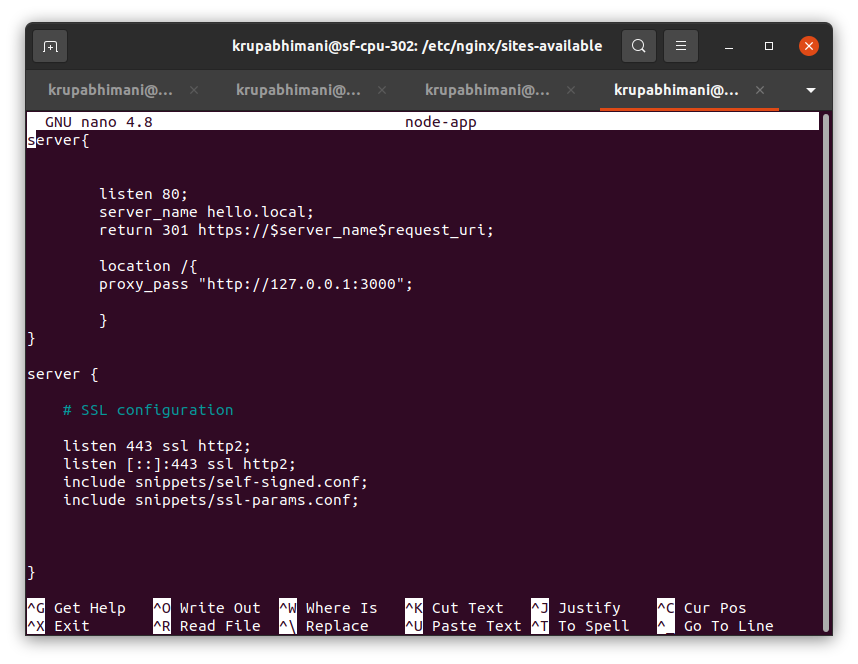 krupabhimani@sf-cpu-302: /etc/nginx/sites-available
krupabhimani@... krupabhimani@... krupabhimani@... krupabhimani@...
GNU nano 4.8 node-app
server{
listen 80;
server_name hello.local;
return 301 https://$server_name$request_uri;
location /{
proxy_pass "http://127.0.0.1:3000";
}
}
server {
# SSL configuration
listen 443 ssl http2;
listen [::]:443 ssl http2;
include snippets/self-signed.conf;
include snippets/ssl-params.conf;
}
^G Get Help ^O Write Out ^W Where Is ^K Cut Text ^J Justify ^C Cur Pos
^X Exit ^R Read File ^\ Replace ^U Paste Text ^T To Spell ^_ Go To Line